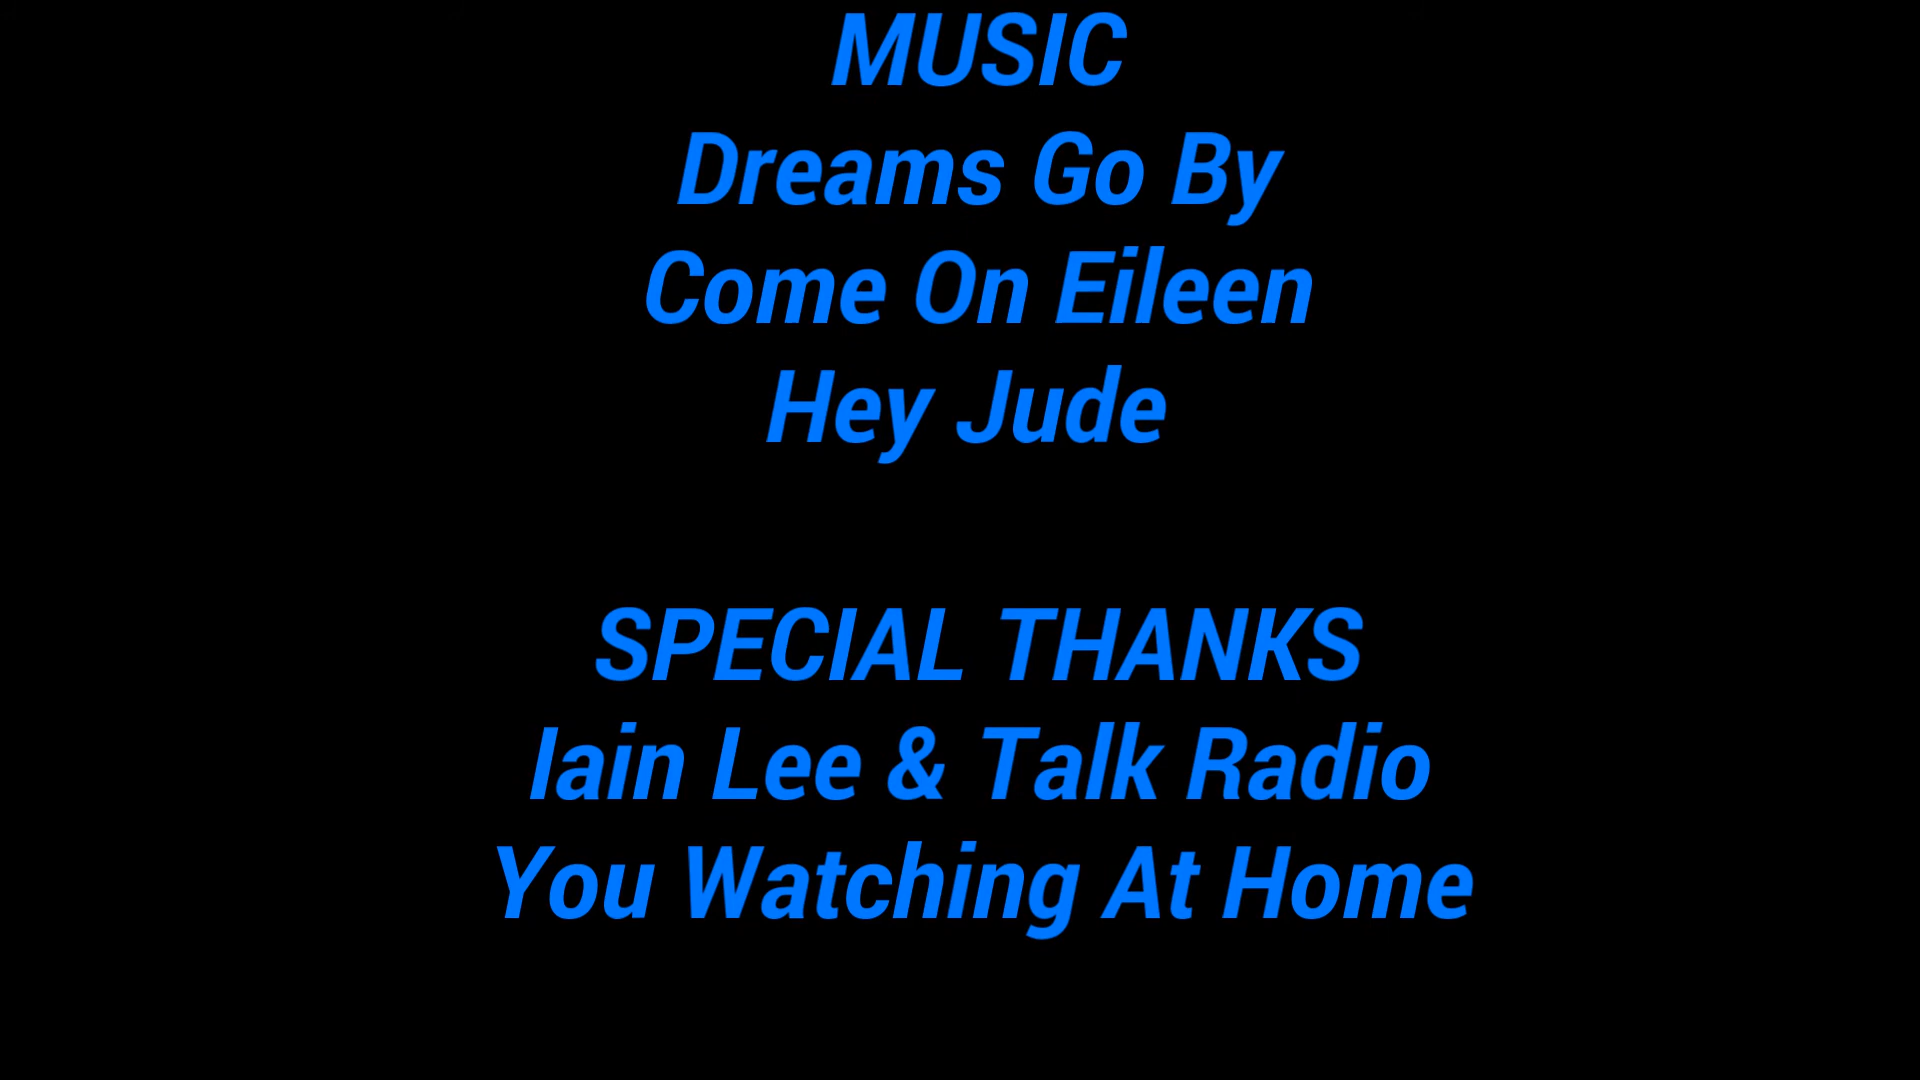 MUSIC
Dreams Go By
Come On Eileen
Hey Jude
SPECIAL THANKS
Iain Lee & Talk Radio
You Watching At Home